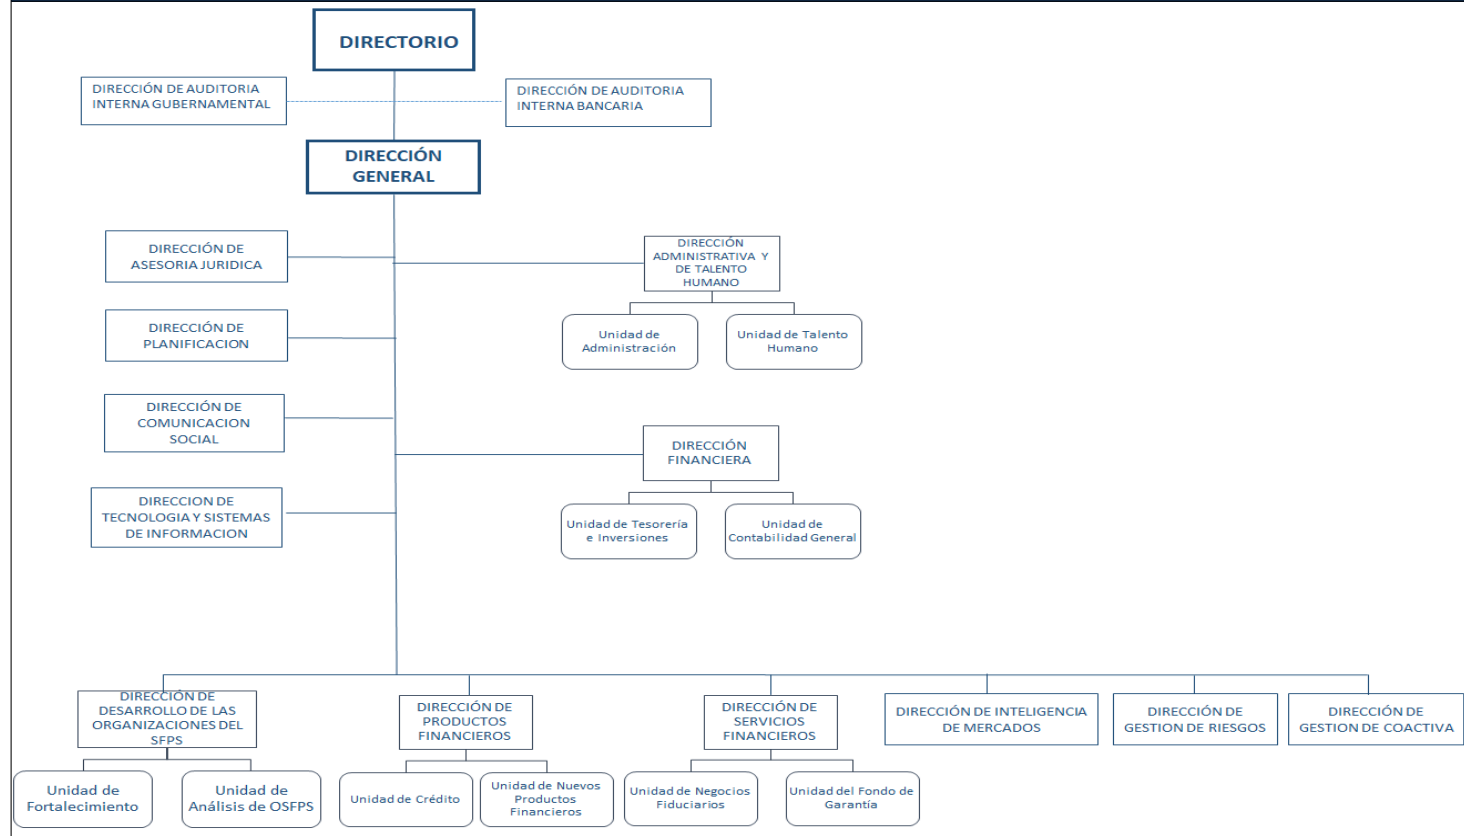 DIRECTORIO
DIRECCIÓN DE AUDITORIA
INTERNA GUBERNAMENTAL
DIRECCIÓN DE AUDITORIA
INTERNA BANCARIA
DIRECCIÓN
GENERAL
DIRECCIÓN DE
ASESORIA JURIDICA
DIRECCIÓN
ADMINISTRATIVA Y
DE TALENTO
HUMANO
Unidad de
Administración
Unidad de Talento
Humano
DIRECCIÓN DE
PLANIFICACION
DIRECCIÓN DE
COMUNICACION
SOCIAL
DIRECCIÓN
FINANCIERA
Unidad de Tesorería
e Inversiones
Unidad de
Contabilidad General
DIRECCION DE
TECNOLOGIA Y SISTEMAS
DE INFORMACION
DIRECCIÓN DE
DESARROLLO DE LAS
ORGANIZACIONES DEL
SFPS
DIRECCIÓN DE
PRODUCTOS
FINANCIEROS
DIRECCIÓN DE
SERVICIOS
FINANCIEROS
DIRECCIÓN DE INTELIGENCIA
DE MERCADOS
DIRECCIÓN DE
GESTION DE RIESGOS
DIRECCIÓN DE
GESTION DE COACTIVA
Unidad de
Fortalecimiento
Unidad de
Análisis de OSFPS
Unidad de Crédito
Unidad de Nuevos
Productos
Financieros
Unidad de Negocios
Fiduciarios
Unidad del Fondo de
Garantía